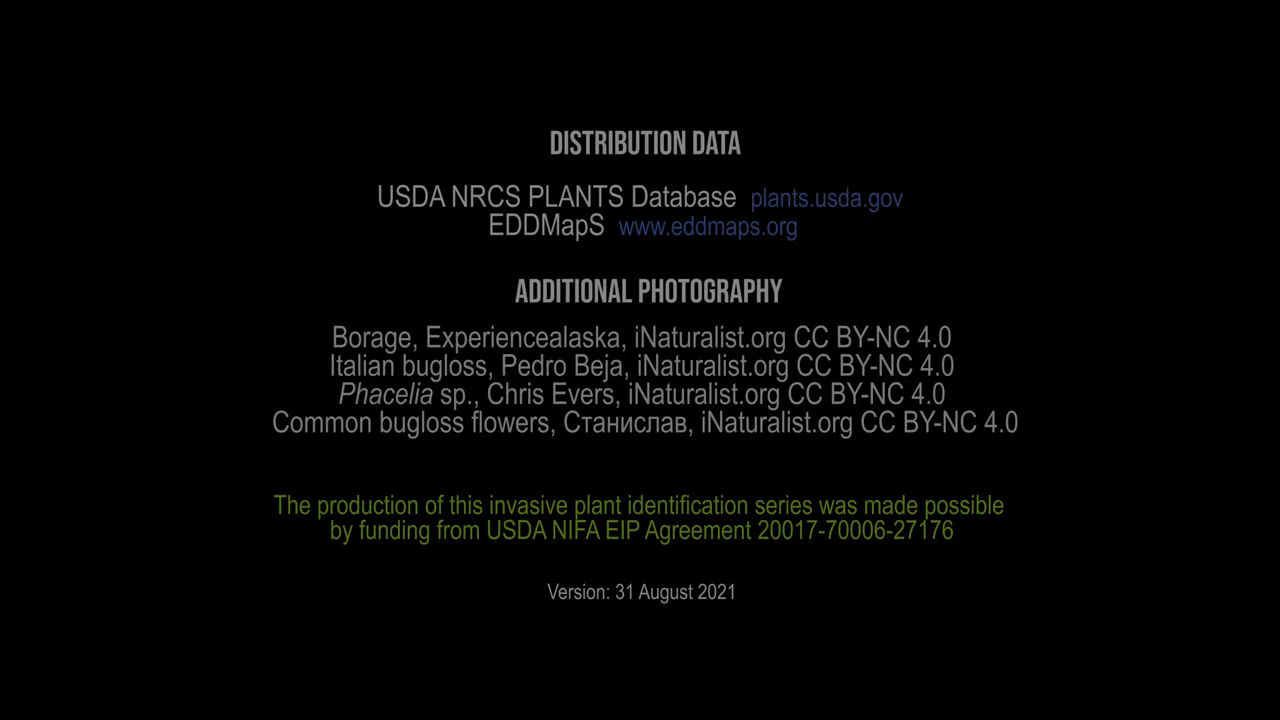 DISTRIBUTION DATA
USDA NRCS PLANTS Database plants.usda.gov
EDDMapS www.eddmaps.org
ADDITIONAL PHOTOGRAPHY
Borage, Experiencealaska, iNaturalist.org CC BY-NC 4.0
Italian bugloss, Pedro Beja, iNaturalist.org CC BY-NC 4.0
Phacelia sp., Chris Evers, iNaturalist.org CC BY-NC 4.0
Common bugloss flowers, Станислав, iNaturalist.org CC BY-NC 4.0
The production of this invasive plant identification series was made possible
by funding from USDA NIFA EIP Agreement 20017-70006-27176
Version: 31 August 2021